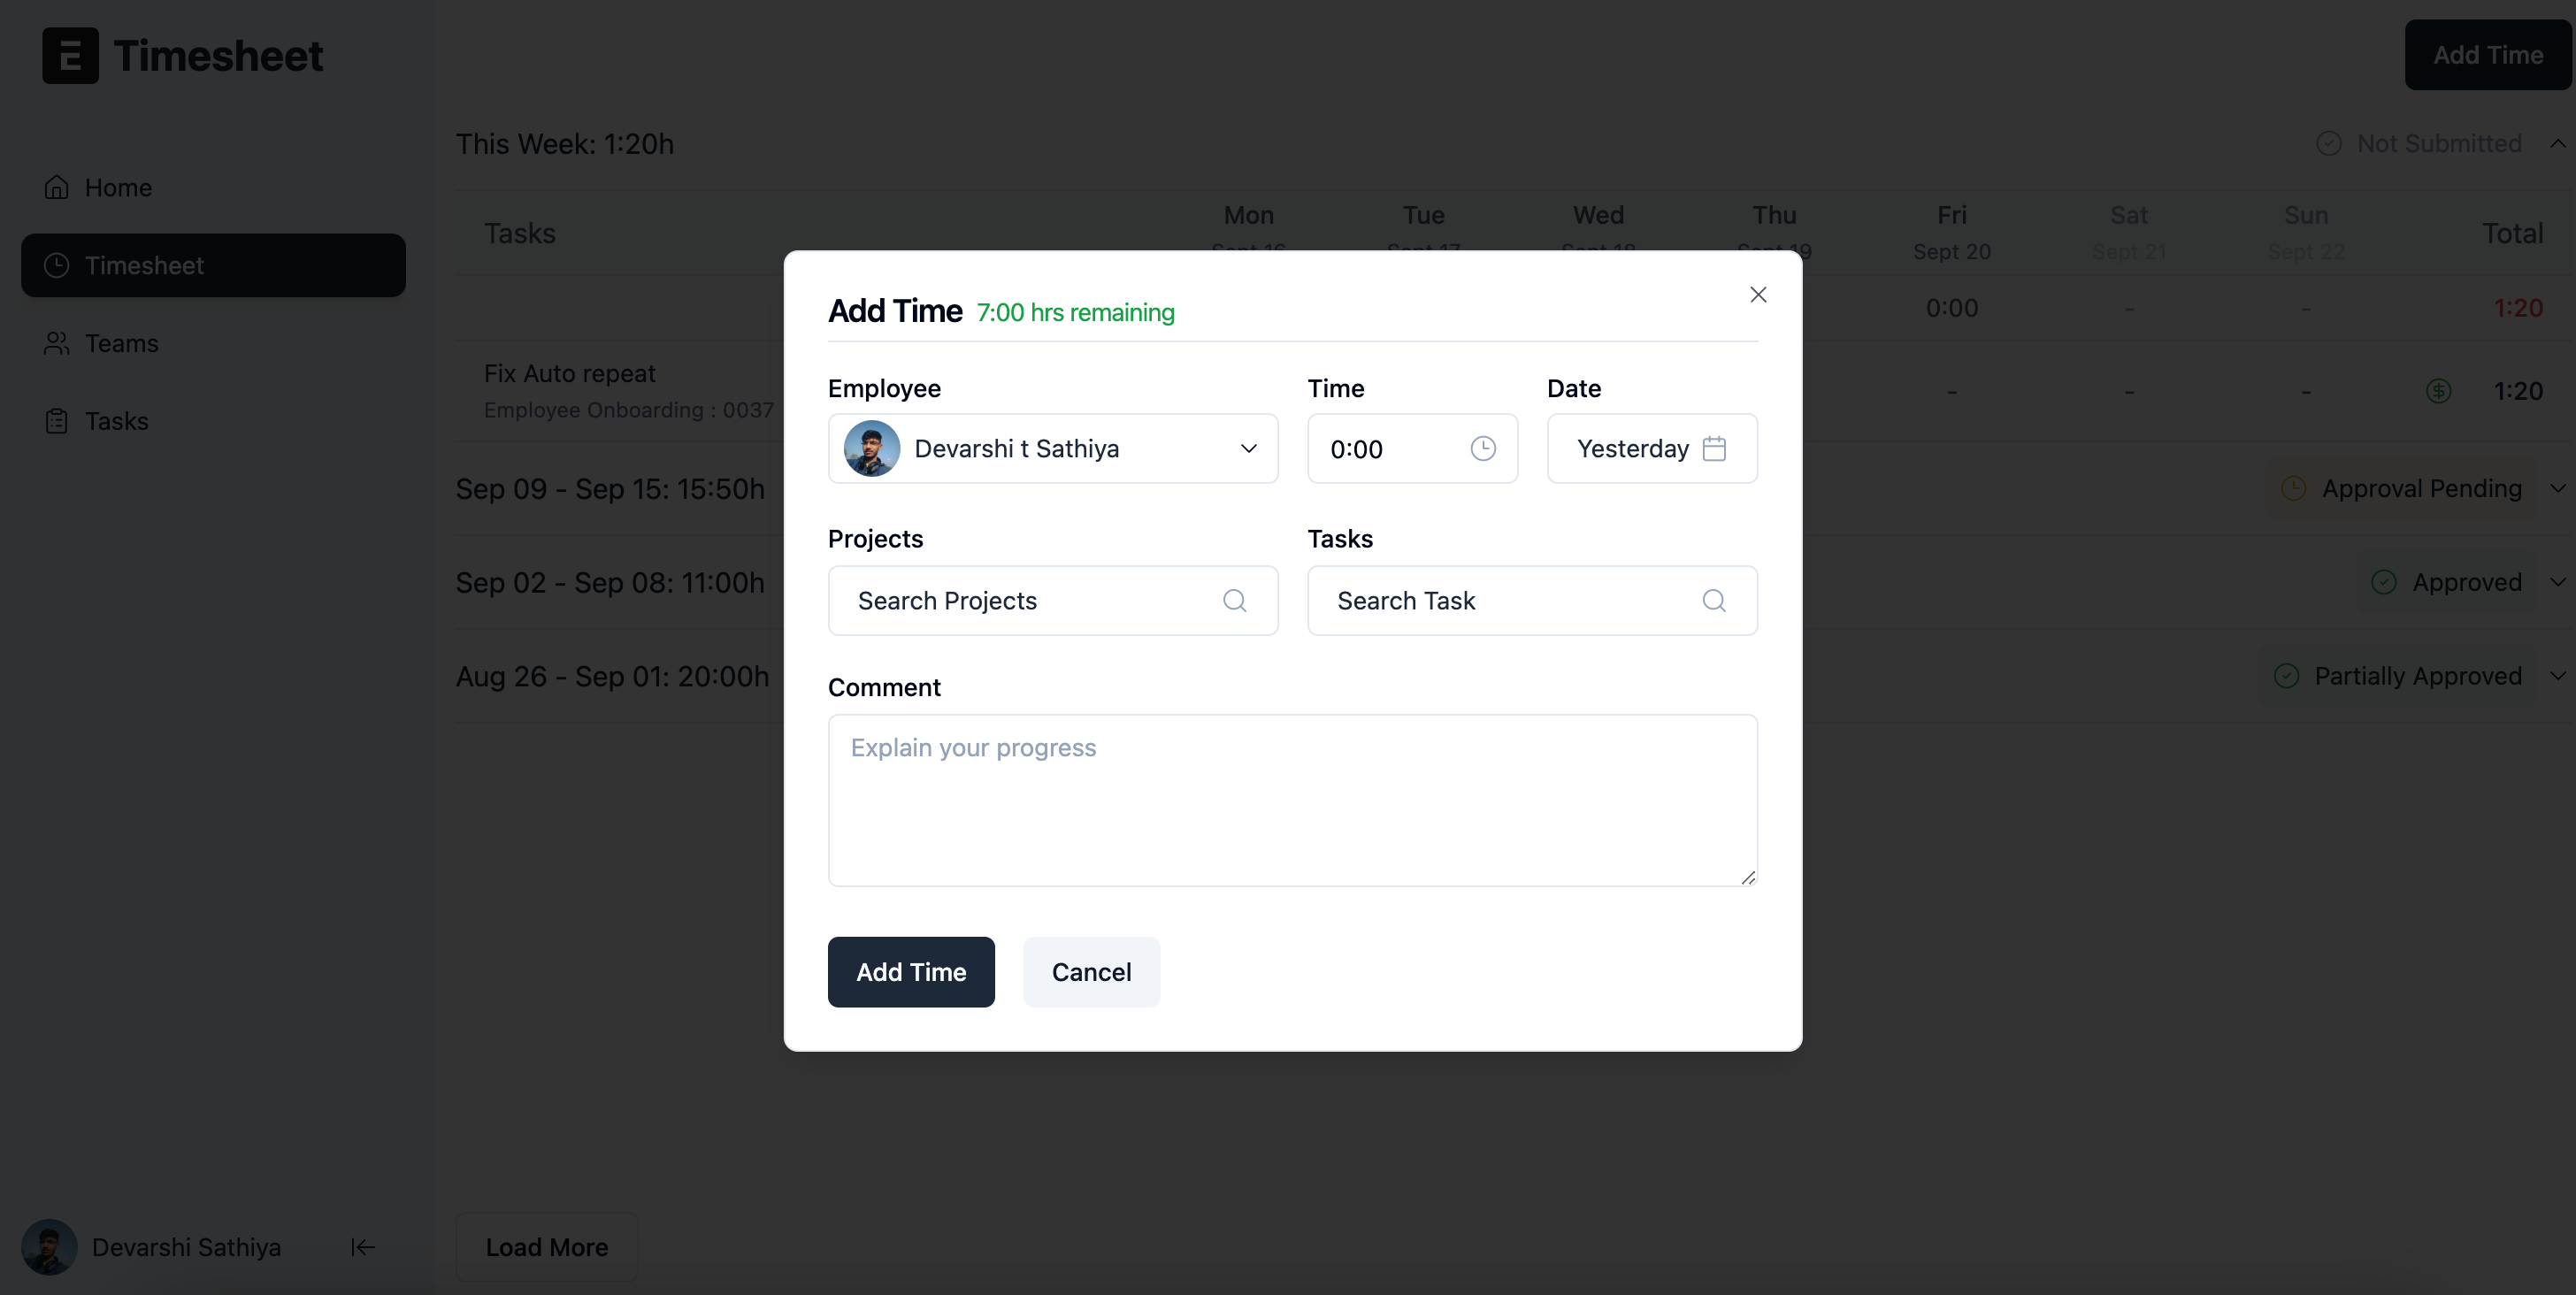 Timesheet
Add Time
Home
Timesheet
Teams
Tasks
This Week: 1:20h
Not Submitted
Tasks
Mon
Tue
Wed
Thu
Fri
Sat
Sun
Total
Sept 16
Sept 17
Sept 18
Sept 19
Sept 20
Sept 21
Sept 22
0:00
-
-
1:20
Fix Auto repeat
Employee Onboarding : 0037
-
-
-
1:20
Sep 09 - Sep 15: 15:50h
Approval Pending
Sep 02 - Sep 08: 11:00h
Approved
Aug 26 - Sep 01: 20:00h
Partially Approved
Add Time 7:00 hrs remaining
Employee
Time
Date
Devarshi t Sathiya
0:00
Yesterday
Projects
Tasks
Search Projects
Search Task
Comment
Explain your progress
Add Time
Cancel
Devarshi Sathiya
Load More